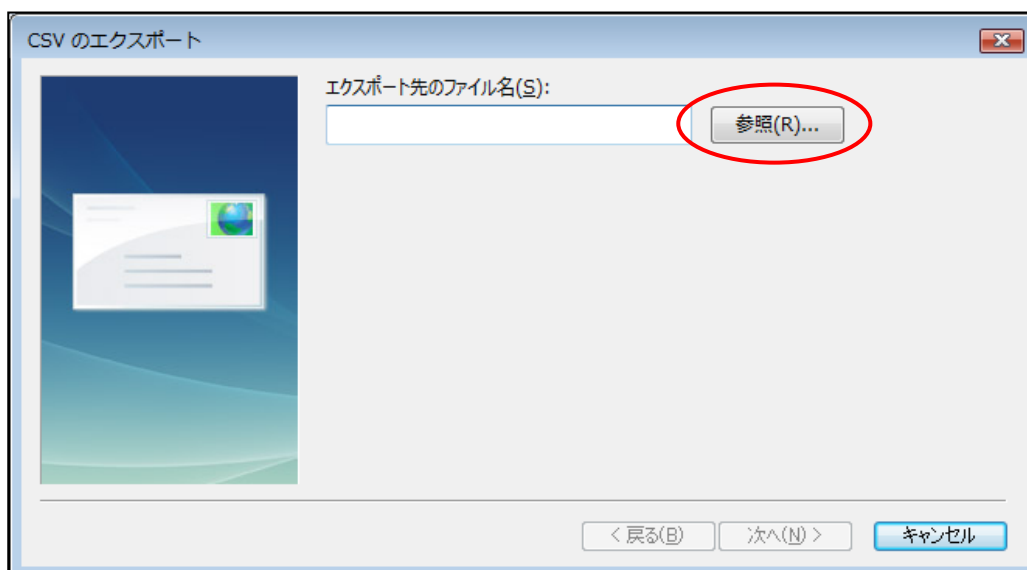 CSV のエクスポート
エクスポート先のファイル名(S):
参照(R)...
< 戻る(B)
次へ(N) >
キャンセル